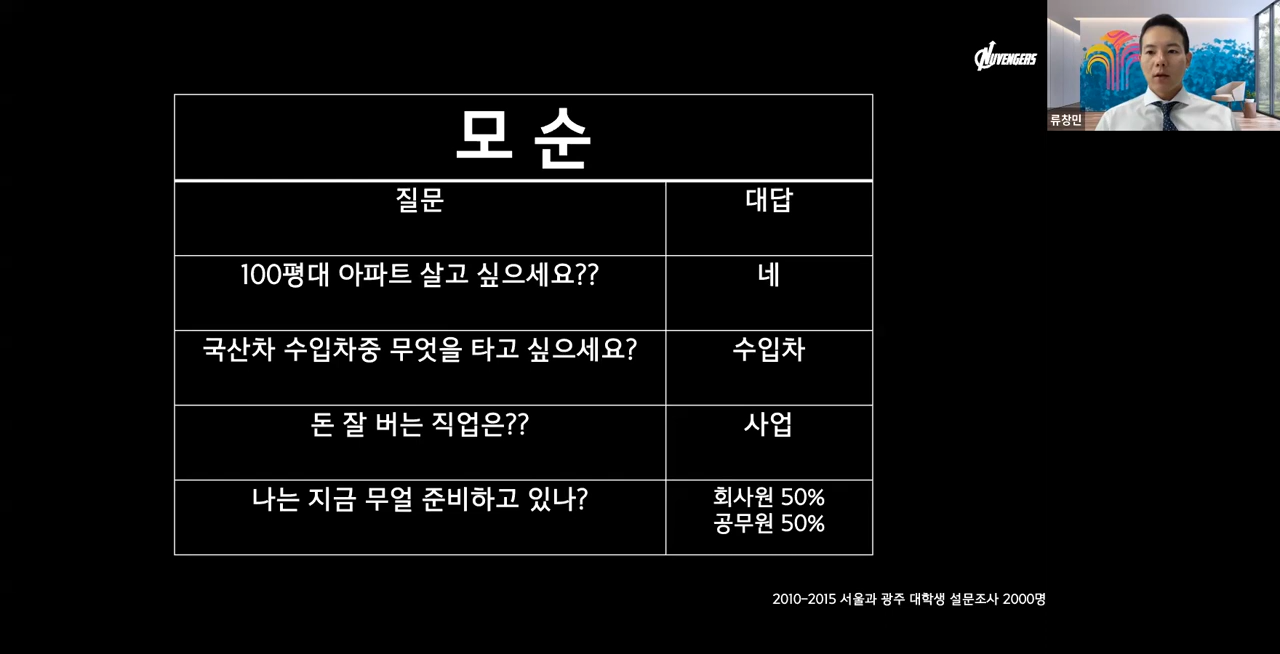 NUVENGERS
류창민
모 순
질문
대답
100평대 아파트 살고 싶으세요??
네
국산차 수입차중 무엇을 타고 싶으세요?
수입차
돈 잘 버는 직업은??
사업
나는 지금 무얼 준비하고 있나?
회사원 50%
공무원 50%
2010-2015 서울과 광주 대학생 설문조사 2000명